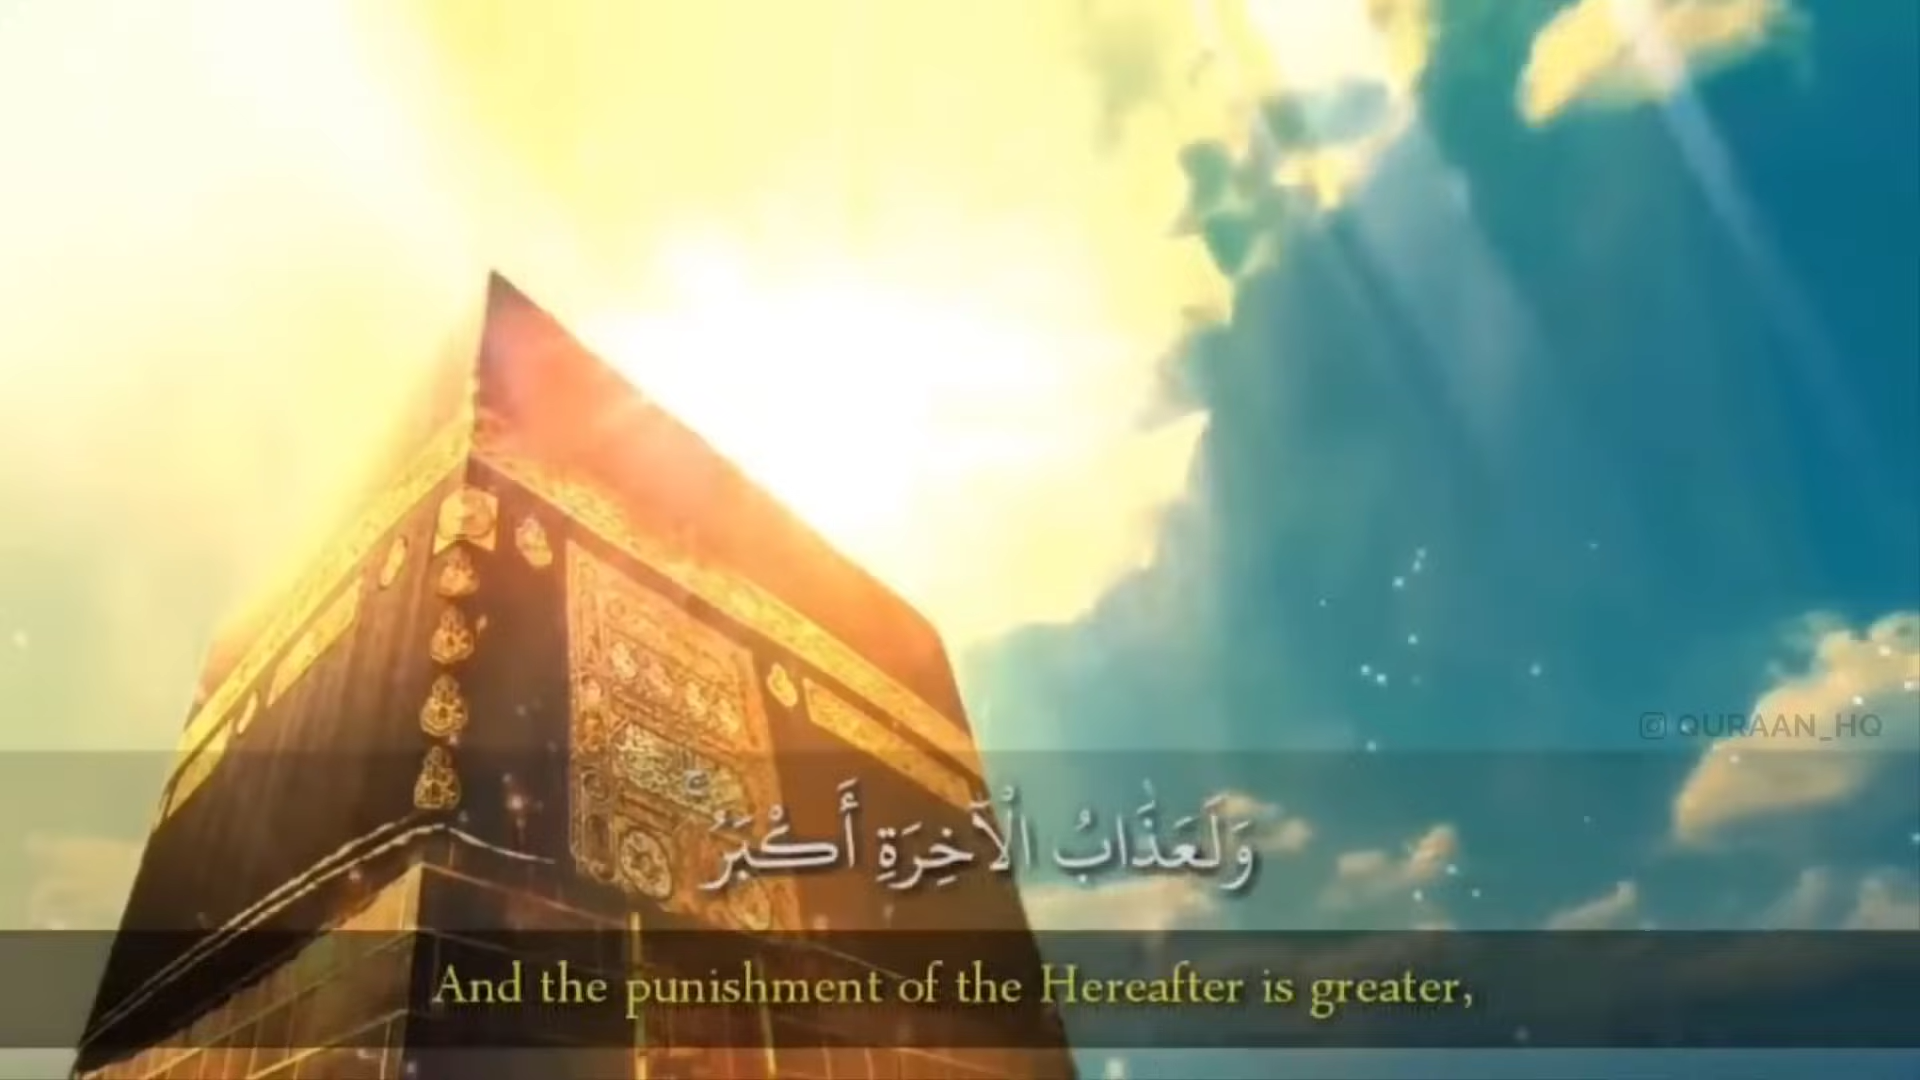 QURAAN_HQ
وَلَعَذَابُ الْآخِرَةِ أَكْبَرُ ۚ
And the punishment of the Hereafter is greater,